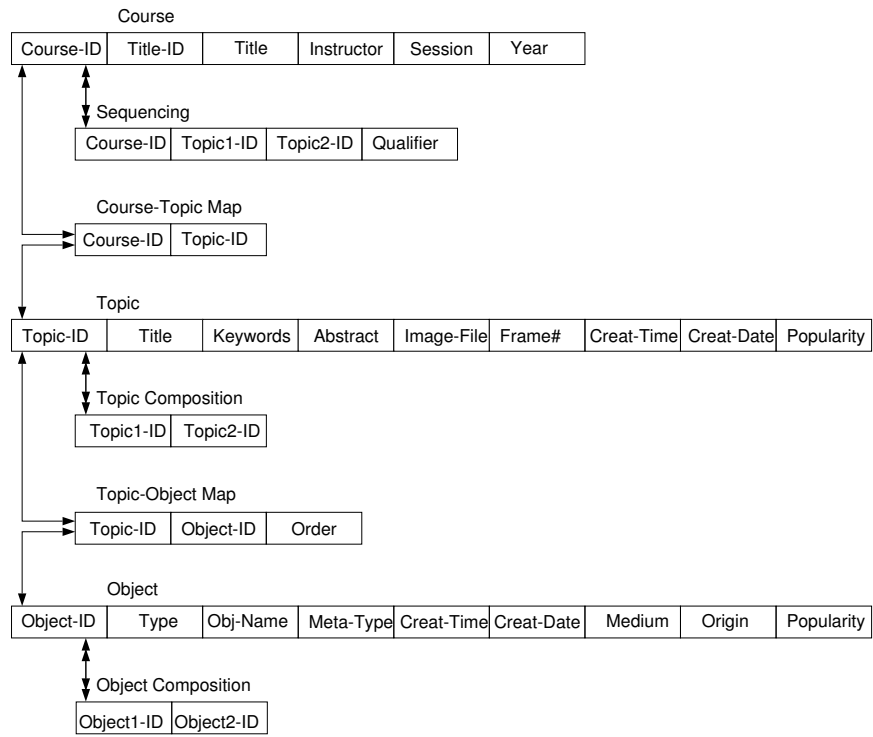 Course
Course-ID Title-ID Title Instructor Session Year
Sequencing
Course-ID Topic1-ID Topic2-ID Qualifier
Course-Topic Map
Course-ID Topic-ID
Topic
Topic-ID Title Keywords Abstract Image-File Frame# Creat-Time Creat-Date Popularity
Topic Composition
Topic1-ID Topic2-ID
Topic-Object Map
Topic-ID Object-ID Order
Object
Object-ID Type Obj-Name Meta-Type Creat-Time Creat-Date Medium Origin Popularity
Object Composition
Object1-ID Object2-ID